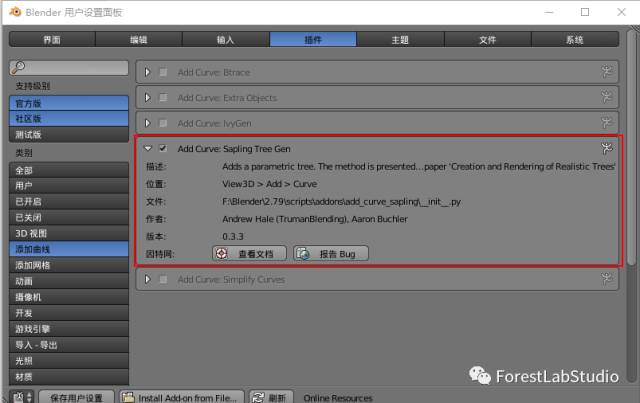 Blender 用户设置面板
界面 编辑 输入 插件 主题 文件 系统
支持级别
官方版
社区版
测试版
类别
全部
用户
已开启
已关闭
3D 视图
添加曲线
添加网格
动画
摄像机
开发
游戏引擎
导入 - 导出
光照
材质
Add Curve: Btrace
Add Curve: Extra Objects
Add Curve: IvyGen
Add Curve: Sapling Tree Gen
描述: Adds a parametric tree. The method is presented...paper 'Creation and Rendering of Realistic Trees'
位置: View3D > Add > Curve
文件: F:\Blender\2.79\scripts\addons\add_curve_sapling\__init__.py
作者: Andrew Hale (TrumanBlending), Aaron Buchler
版本: 0.3.3
因特网: 查看文档 报告 Bug
Add Curve: Simplify Curves
ForestLabStudio
保存用户设置 Install Add-on from File... 刷新 Online Resources